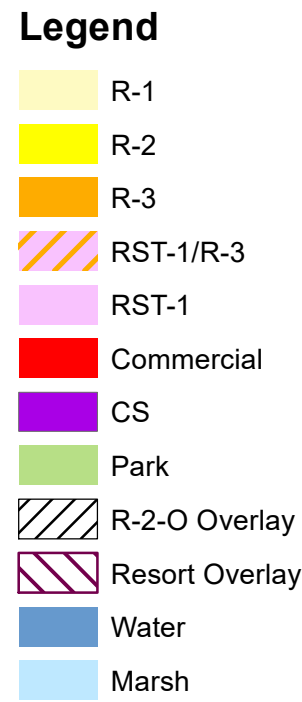 Legend
R-1
R-2
R-3
RST-1/R-3
RST-1
Commercial
CS
Park
R-2-O Overlay
Resort Overlay
Water
Marsh